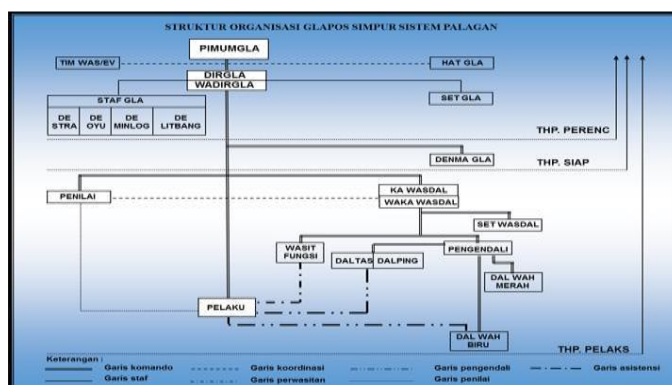 STRUKTUR ORGANISASI GLAPOS SIMPUR SISTEM PALAGAN
PIMUMGLA
TIM WAS/EV
HAT GLA
DIRGLA
WADIRGLA
STAF GLA
SET GLA
DE STRA
DE OYU
DE MINLOG
DE LITBANG
THP. PERENC
DENMA GLA
THP. SIAP
PENILAI
KA WASDAL
WAKA WASDAL
SET WASDAL
WASIT FUNGSI
PENGENDALI
DALTAS DALPING
DAL WAH MERAH
PELAKU
DAL WAH BIRU
THP. PELAKS
Keterangan :
Garis komando
Garis koordinasi
Garis pengendali
Garis asistensi
Garis staf
Garis perwasitan
Garis penilai